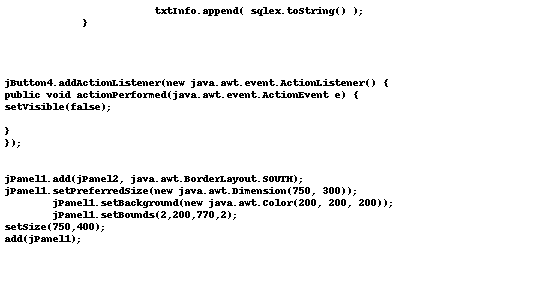 txtInfo.append( sqlex.toString() );
}
jButton4.addActionListener(new java.awt.event.ActionListener() {
public void actionPerformed(java.awt.event.ActionEvent e) {
setVisible(false);
}
});
jPanel1.add(jPanel2, java.awt.BorderLayout.SOUTH);
jPanel1.setPreferredSize(new java.awt.Dimension(750, 300));
jPanel1.setBackground(new java.awt.Color(200, 200, 200));
jPanel1.setBounds(2,200,770,2);
setSize(750,400);
add(jPanel1);